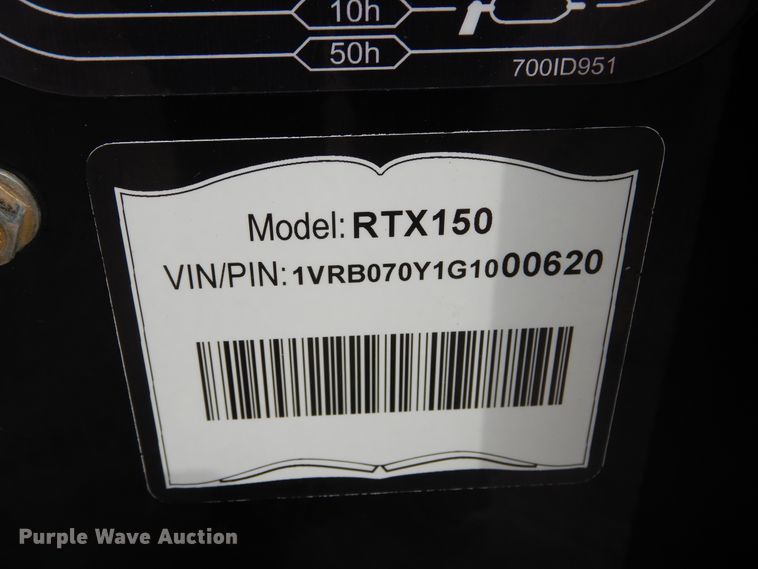 10h
50h
700ID951
Model: RTX150
VIN/PIN: 1VRB070Y1G1000620
Purple Wave Auction